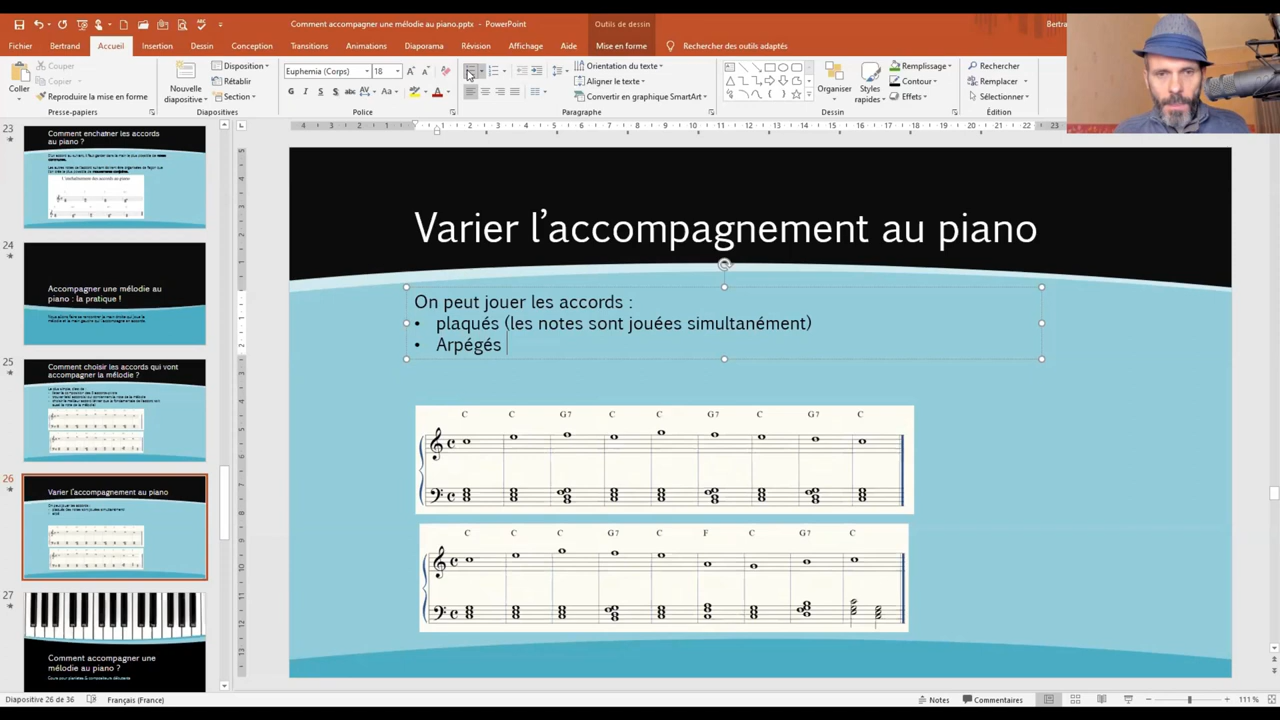 Comment accompagner une mélodie au piano.pptx - PowerPoint
Outils de dessin
Bertra
Fichier
Bertrand
Accueil
Insertion
Dessin
Conception
Transitions
Animations
Diaporama
Révision
Affichage
Aide
Mise en forme
Rechercher des outils adaptés
Coller
Couper
Copier
Reproduire la mise en forme
Presse-papiers
Nouvelle
diapositive
Disposition
Rétablir
Section
Diapositives
Euphemia (Corps)
18
Police
Orientation du texte
Aligner le texte
Convertir en graphique SmartArt
Paragraphe
Organiser
Styles
rapides
Remplissage
Contour
Effets
Dessin
Rechercher
Remplacer
Sélectionner
Édition
23
Comment enchaîner les accords
au piano ?
24
Accompagner une mélodie au
piano : la pratique !
25
Comment choisir les accords qui vont
accompagner la mélodie ?
26
Varier l'accompagnement au piano
27
Comment accompagner une
mélodie au piano ?
Cours pour pianistes & compositeurs débutants
Varier l'accompagnement au piano
On peut jouer les accords :
• plaqués (les notes sont jouées simultanément)
• Arpégés
C C G7 C C G7 C G7 C
C C C G7 C F C G7 C
Diapositive 26 de 36
Français (France)
Notes
Commentaires
111 %